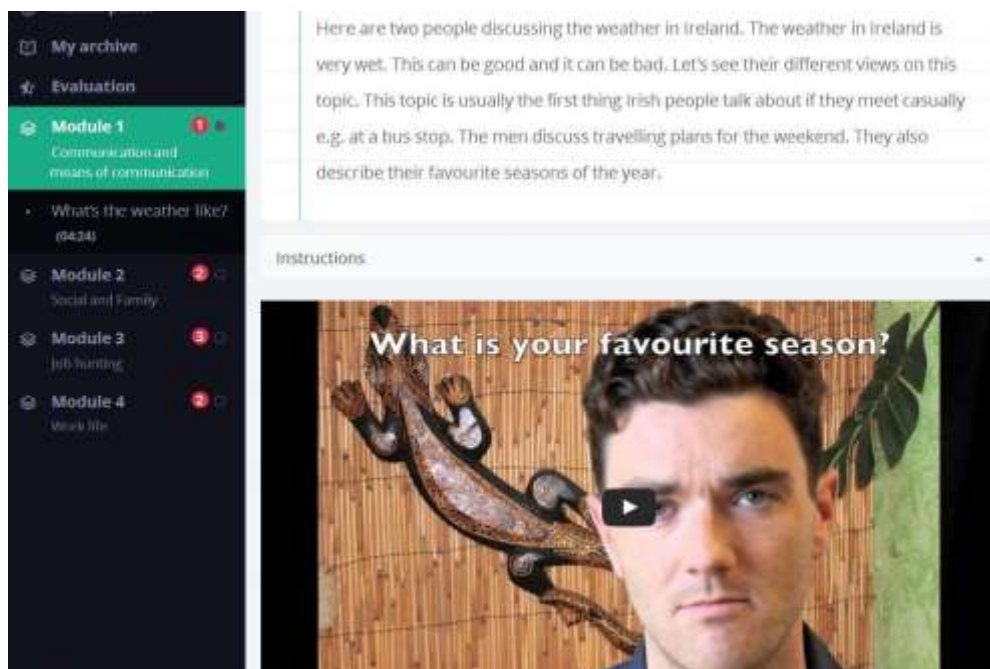 My archive
Evaluation
Module 1
1
Communication and
means of communication
What's the weather like?
(04:24)
Module 2
2
Social and Family
Module 3
3
Job hunting
Module 4
2
Work life
Here are two people discussing the weather in Ireland. The weather in Ireland is
very wet. This can be good and it can be bad. Let's see their different views on this
topic. This topic is usually the first thing Irish people talk about if they meet casually
e.g. at a bus stop. The men discuss travelling plans for the weekend. They also
describe their favourite seasons of the year.
Instructions
What is your favourite season?